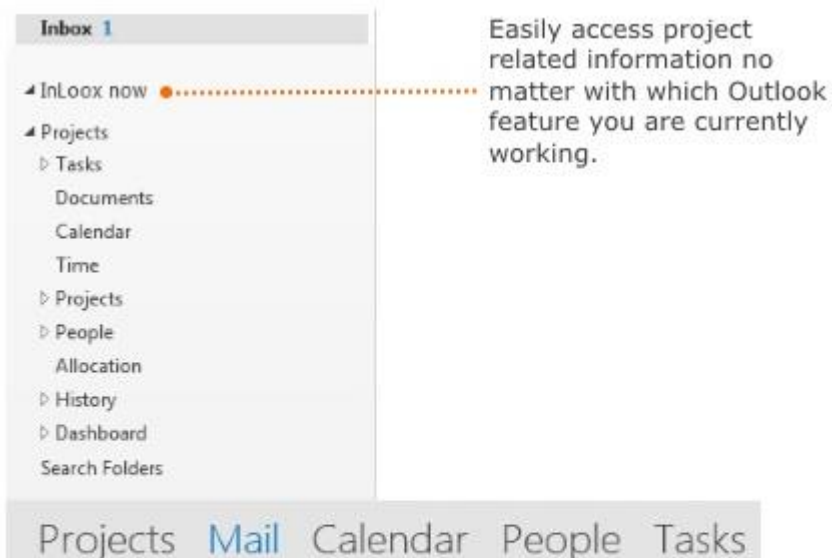 Inbox 1
InLoox now
Projects
Tasks
Documents
Calendar
Time
Projects
People
Allocation
History
Dashboard
Search Folders
Easily access project
related information no
matter with which Outlook
feature you are currently
working.
Projects Mail Calendar People Tasks